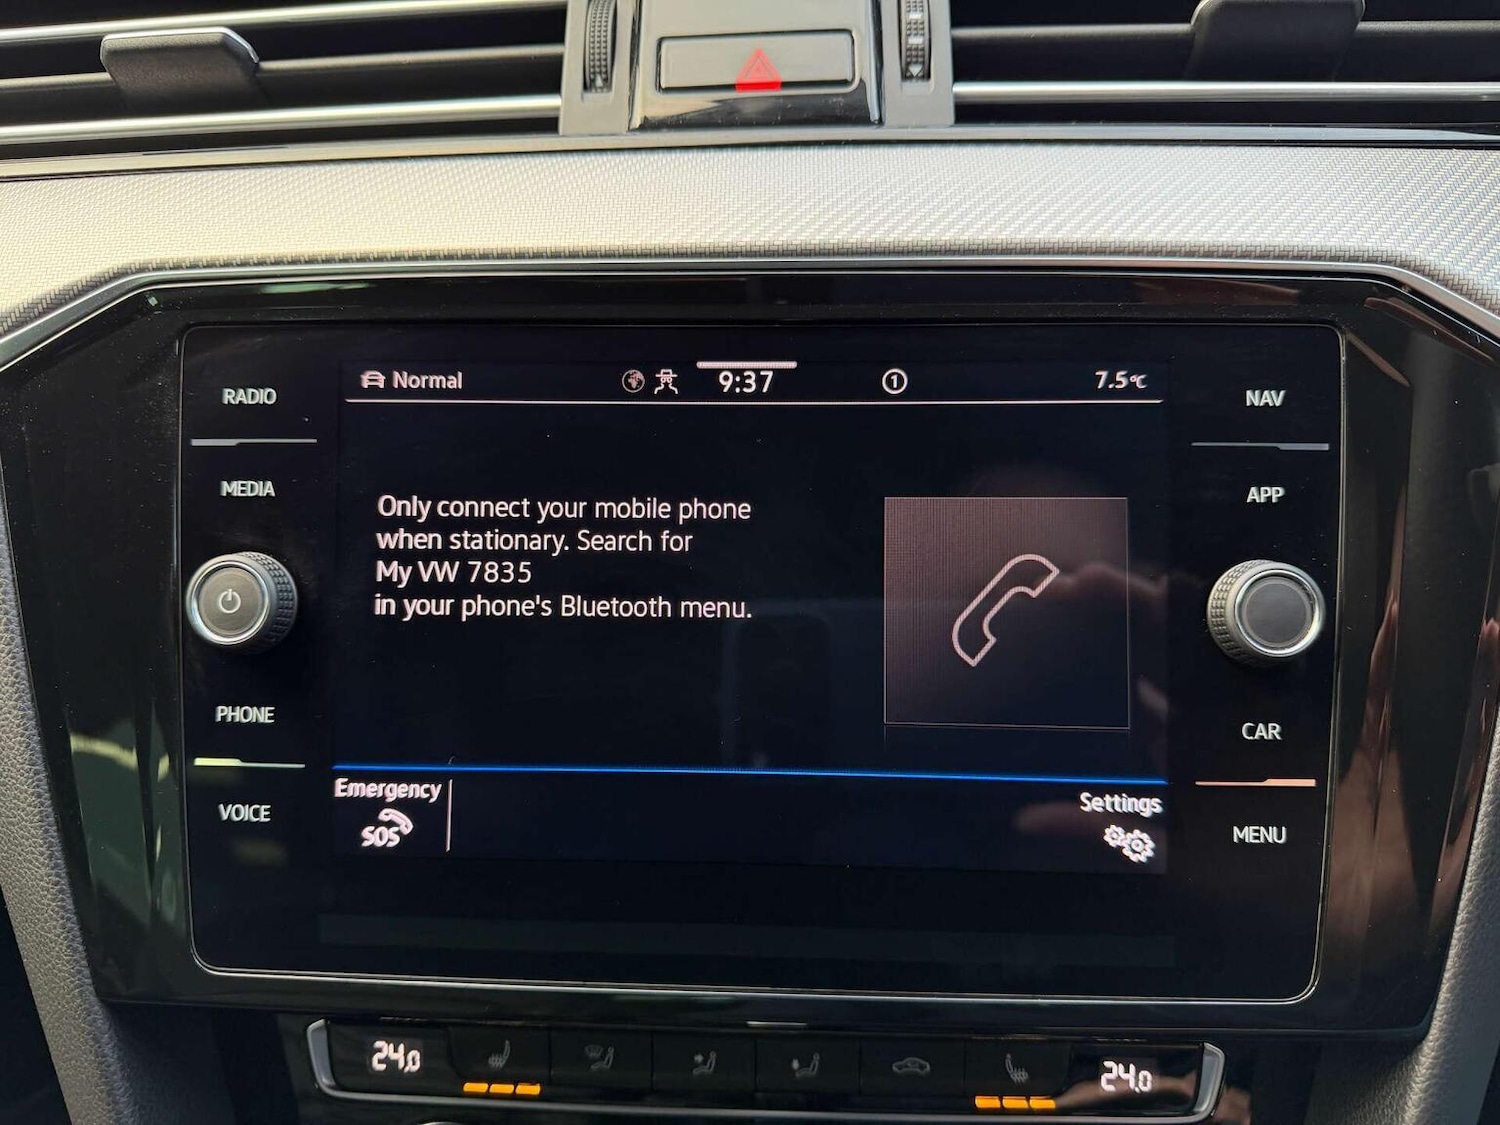 Normal 9:37 1 7.5°C
RADIO
NAV
MEDIA
APP
Only connect your mobile phone
when stationary. Search for
My VW 7835
in your phone's Bluetooth menu.
PHONE
CAR
VOICE
MENU
Emergency
SOS
Settings
24,0
24,0